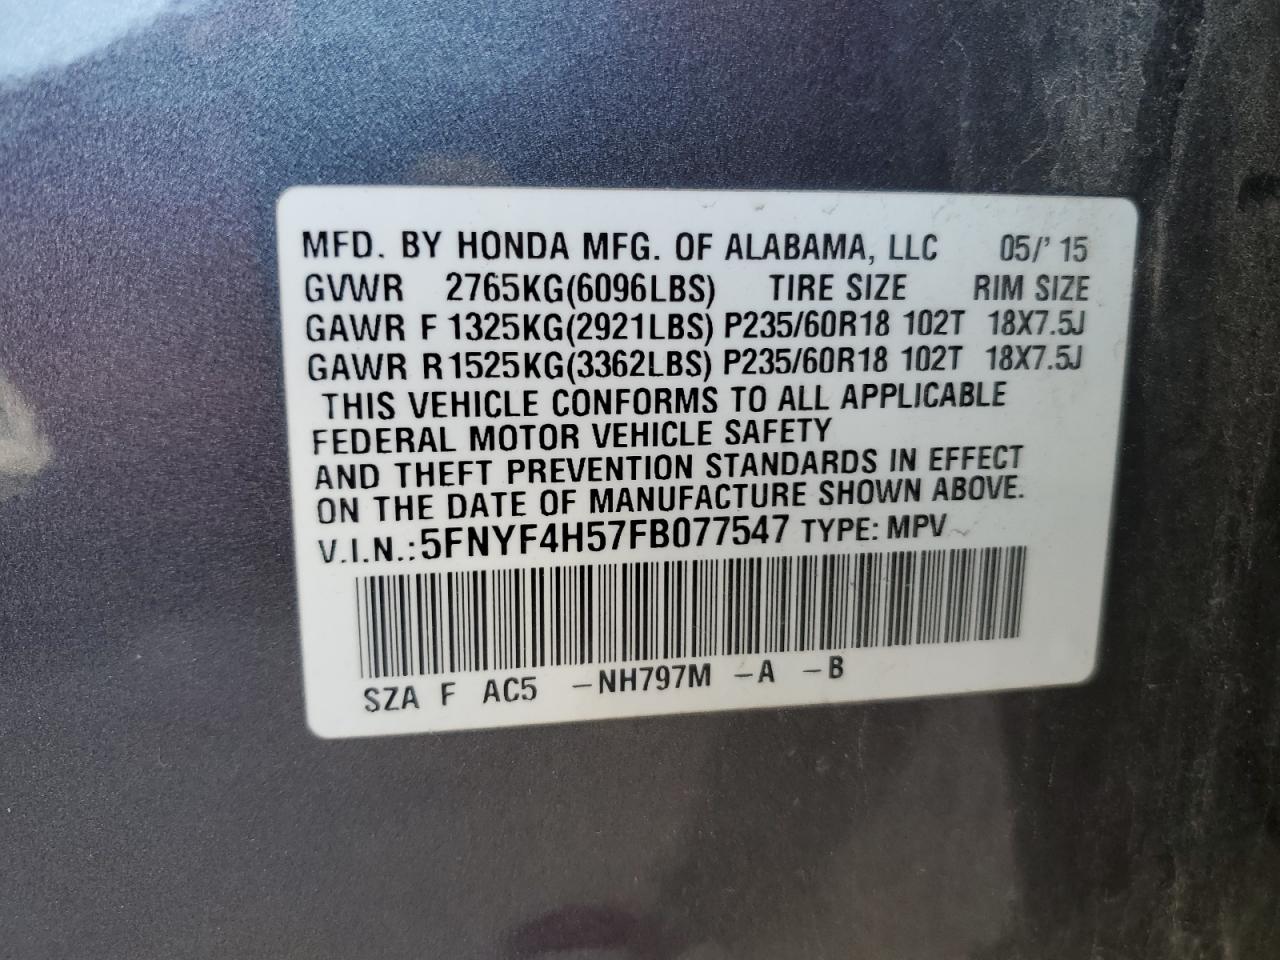 MFD. BY HONDA MFG. OF ALABAMA, LLC 05/'15
GVWR 2765KG(6096LBS) TIRE SIZE RIM SIZE
GAWR F 1325KG(2921LBS) P235/60R18 102T 18X7.5J
GAWR R 1525KG(3362LBS) P235/60R18 102T 18X7.5J
THIS VEHICLE CONFORMS TO ALL APPLICABLE
FEDERAL MOTOR VEHICLE SAFETY
AND THEFT PREVENTION STANDARDS IN EFFECT
ON THE DATE OF MANUFACTURE SHOWN ABOVE.
V.I.N.:5FNYF4H57FB077547 TYPE: MPV
SZA F AC5 -NH797M -A -B